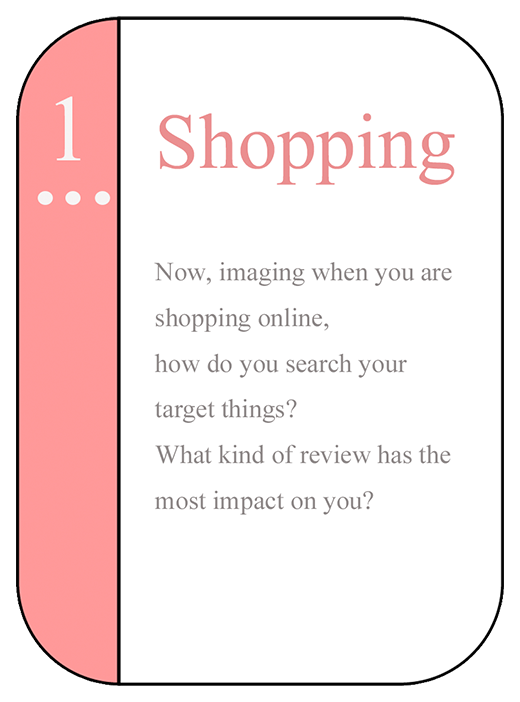 1
Shopping
Now, imaging when you are
shopping online,
how do you search your
target things?
What kind of review has the
most impact on you?